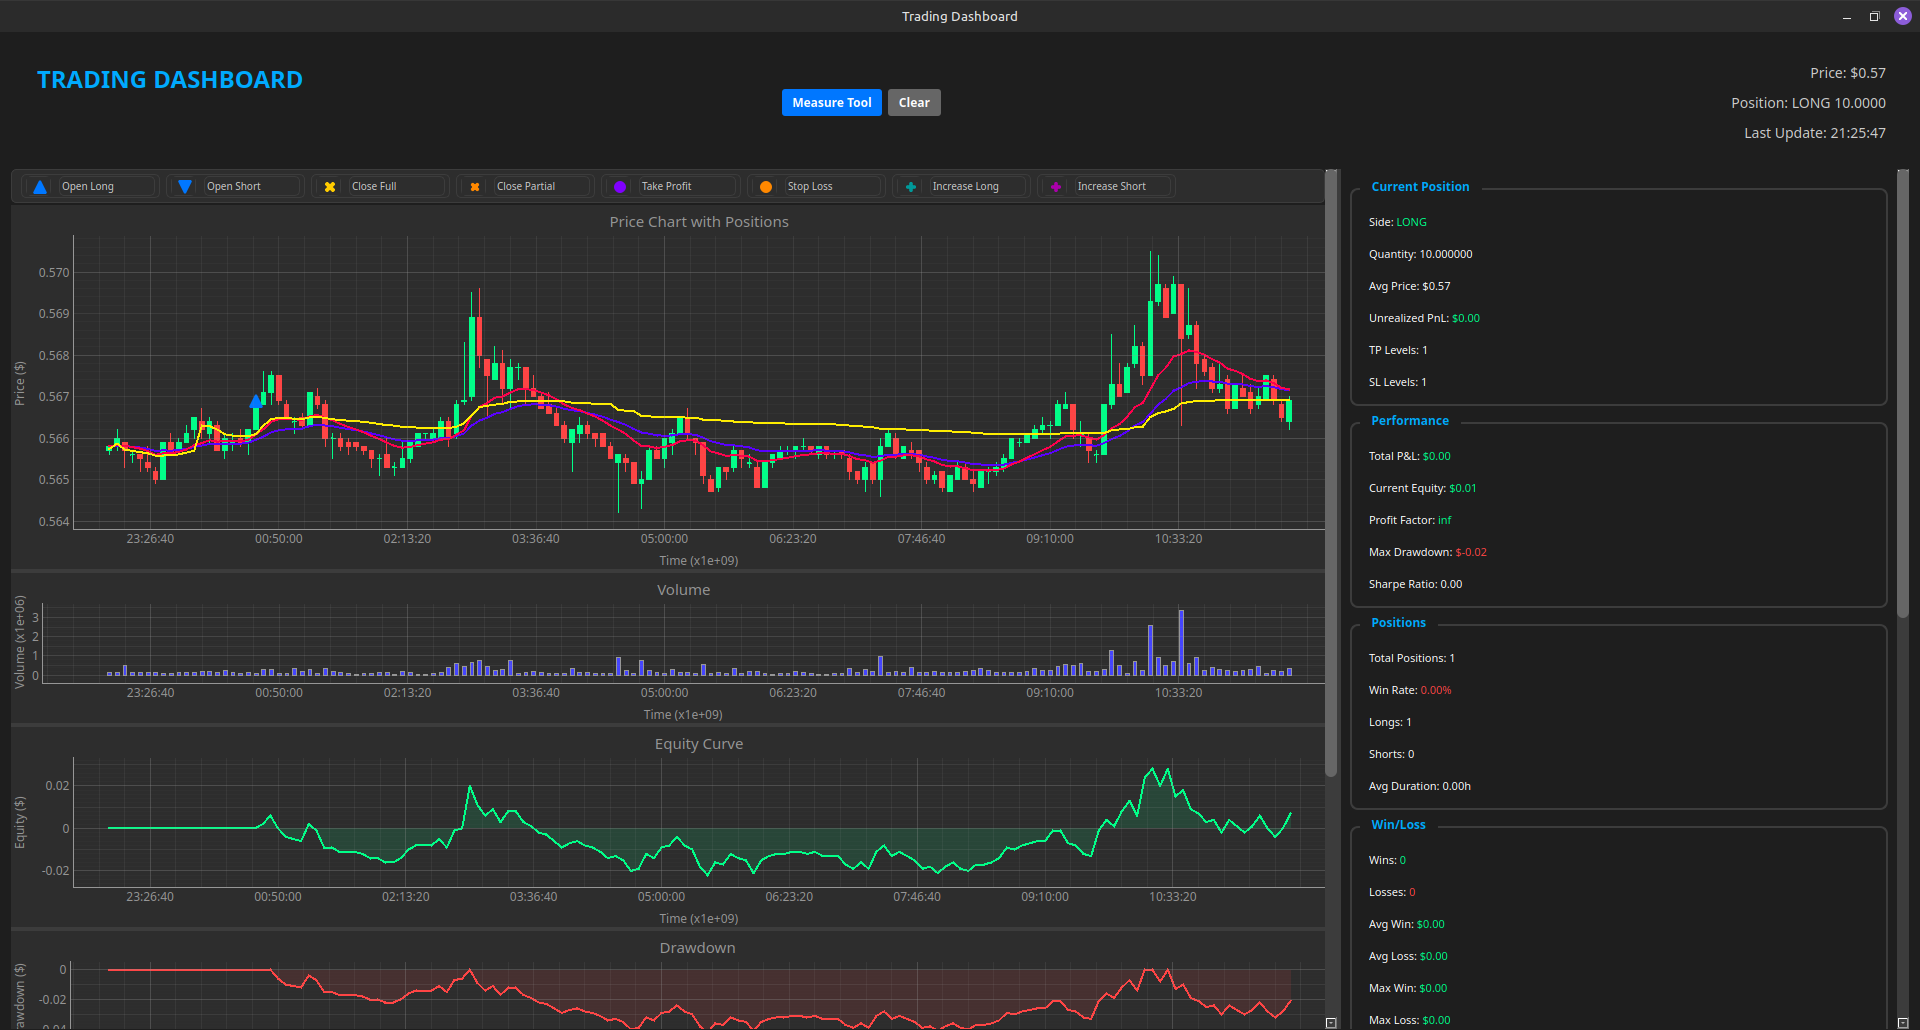 Trading Dashboard
TRADING DASHBOARD
Measure Tool
Clear
Price: $0.57
Position: LONG 10.0000
Last Update: 21:25:47
Open Long
Open Short
Close Full
Close Partial
Take Profit
Stop Loss
Increase Long
Increase Short
Price Chart with Positions
Price ($)
0.570
0.569
0.568
0.567
0.566
0.565
0.564
23:26:40
00:50:00
02:13:20
03:36:40
05:00:00
06:23:20
07:46:40
09:10:00
10:33:20
Time (x1e+09)
Volume
Volume (x1e+06)
3
2
1
0
23:26:40
00:50:00
02:13:20
03:36:40
05:00:00
06:23:20
07:46:40
09:10:00
10:33:20
Time (x1e+09)
Equity Curve
Equity ($)
0.02
0
-0.02
23:26:40
00:50:00
02:13:20
03:36:40
05:00:00
06:23:20
07:46:40
09:10:00
10:33:20
Time (x1e+09)
Drawdown
awdown ($)
0
-0.02
Current Position
Side: LONG
Quantity: 10.000000
Avg Price: $0.57
Unrealized PnL: $0.00
TP Levels: 1
SL Levels: 1
Performance
Total P&L: $0.00
Current Equity: $0.01
Profit Factor: inf
Max Drawdown: $-0.02
Sharpe Ratio: 0.00
Positions
Total Positions: 1
Win Rate: 0.00%
Longs: 1
Shorts: 0
Avg Duration: 0.00h
Win/Loss
Wins: 0
Losses: 0
Avg Win: $0.00
Avg Loss: $0.00
Max Win: $0.00
Max Loss: $0.00